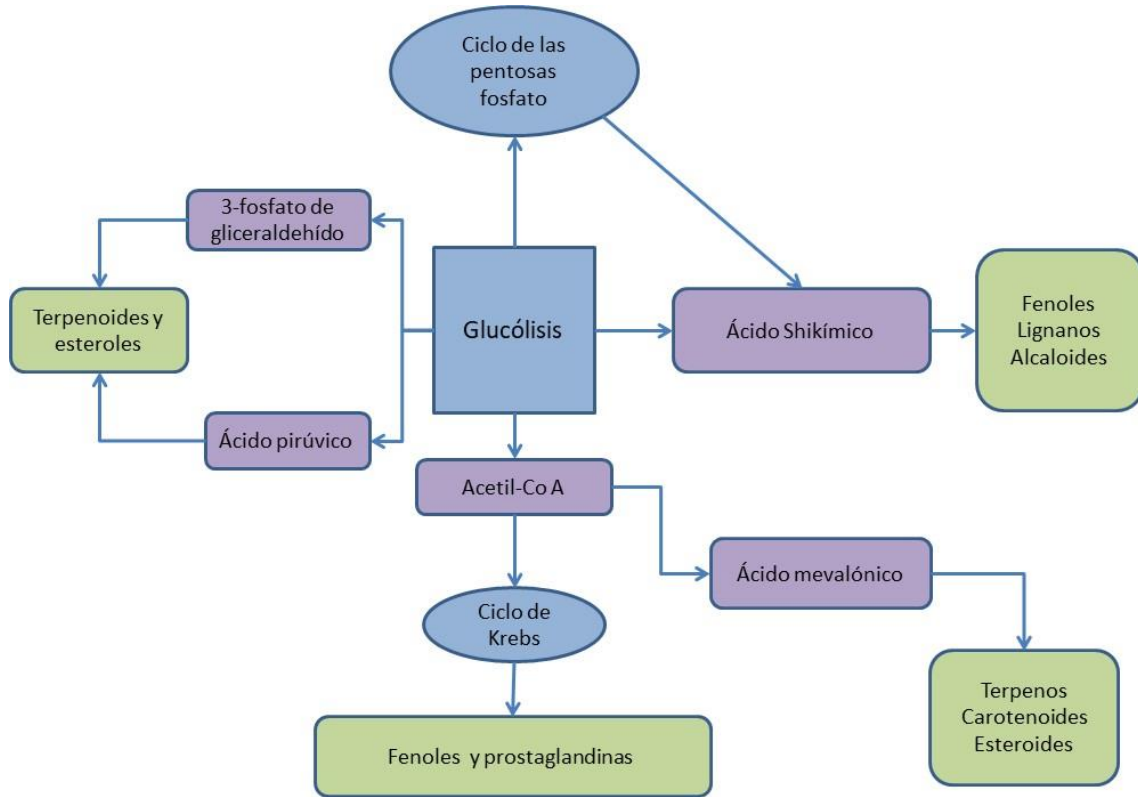 Ciclo de las
pentosas
fosfato
3-fosfato de
gliceraldehído
Terpenoides y
esteroles
Glucólisis
Ácido Shikímico
Fenoles
Lignanos
Alcaloides
Ácido pirúvico
Acetil-Co A
Ácido mevalónico
Ciclo de
Krebs
Terpenos
Carotenoides
Esteroides
Fenoles y prostaglandinas